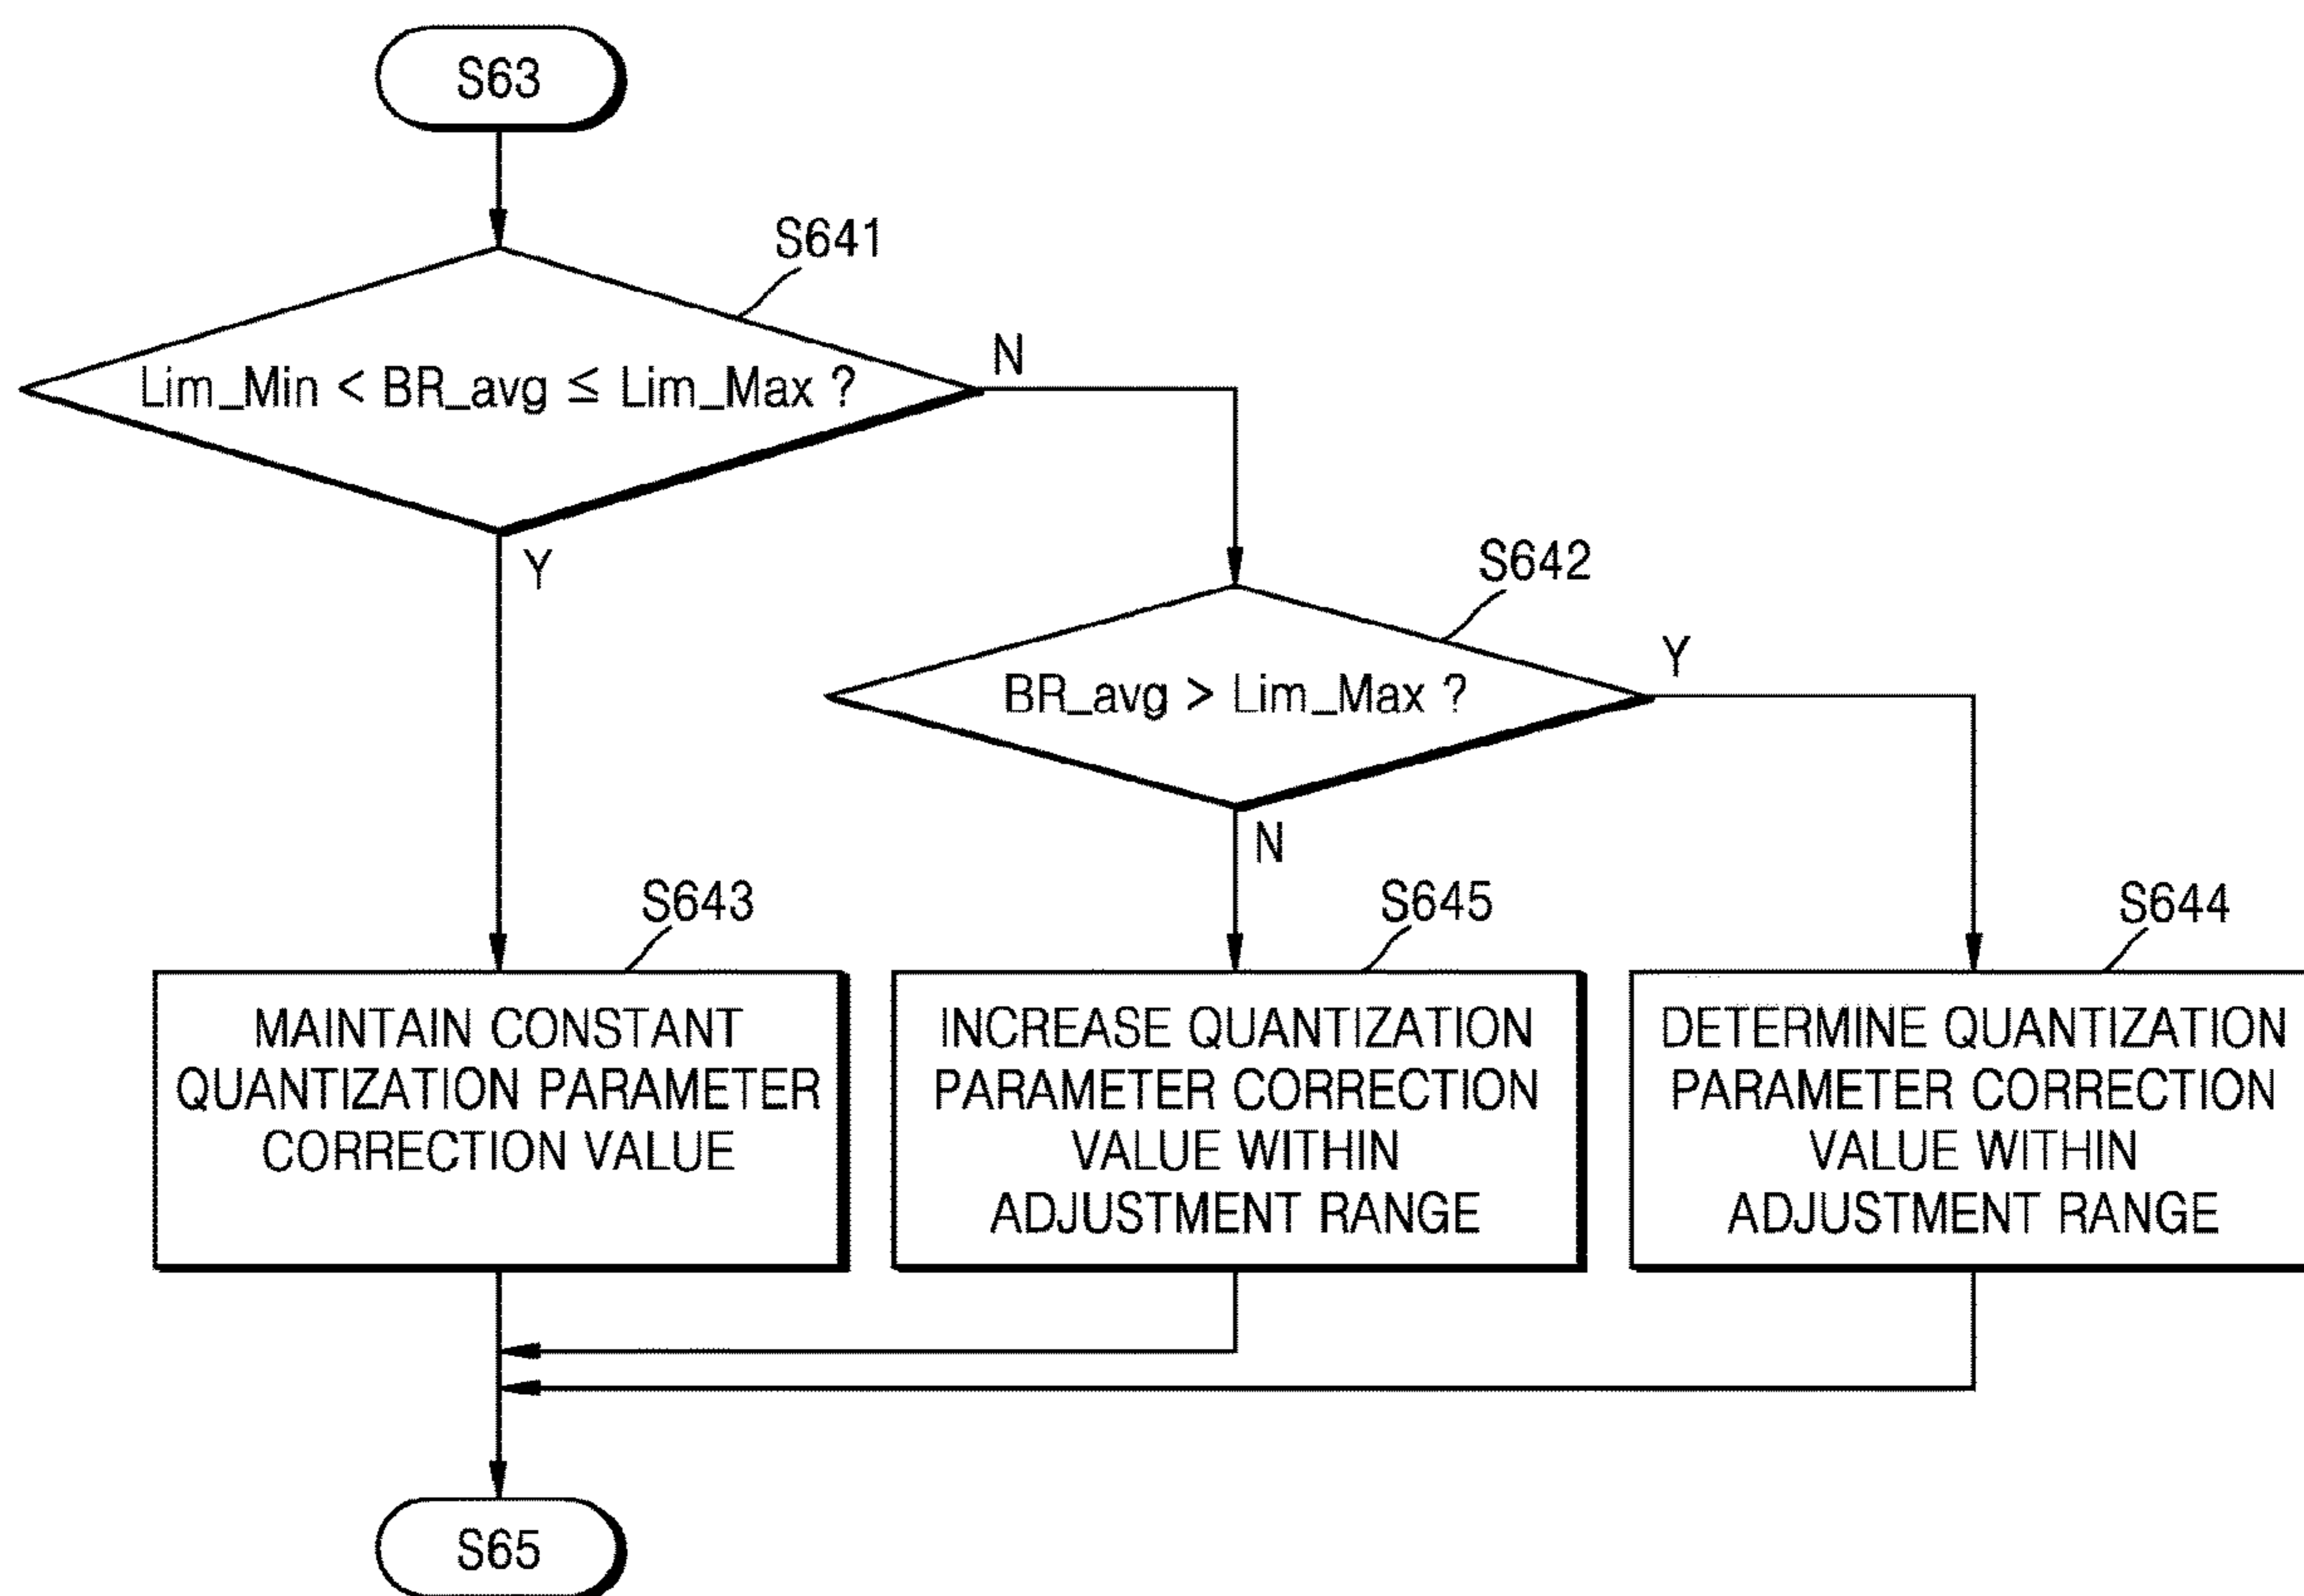 S63
S641
Lim_Min < BR_avg ≤ Lim_Max ?
N
Y
S642
BR_avg > Lim_Max ?
Y
N
S643
MAINTAIN CONSTANT
QUANTIZATION PARAMETER
CORRECTION VALUE
S645
INCREASE QUANTIZATION
PARAMETER CORRECTION
VALUE WITHIN
ADJUSTMENT RANGE
S644
DETERMINE QUANTIZATION
PARAMETER CORRECTION
VALUE WITHIN
ADJUSTMENT RANGE
S65